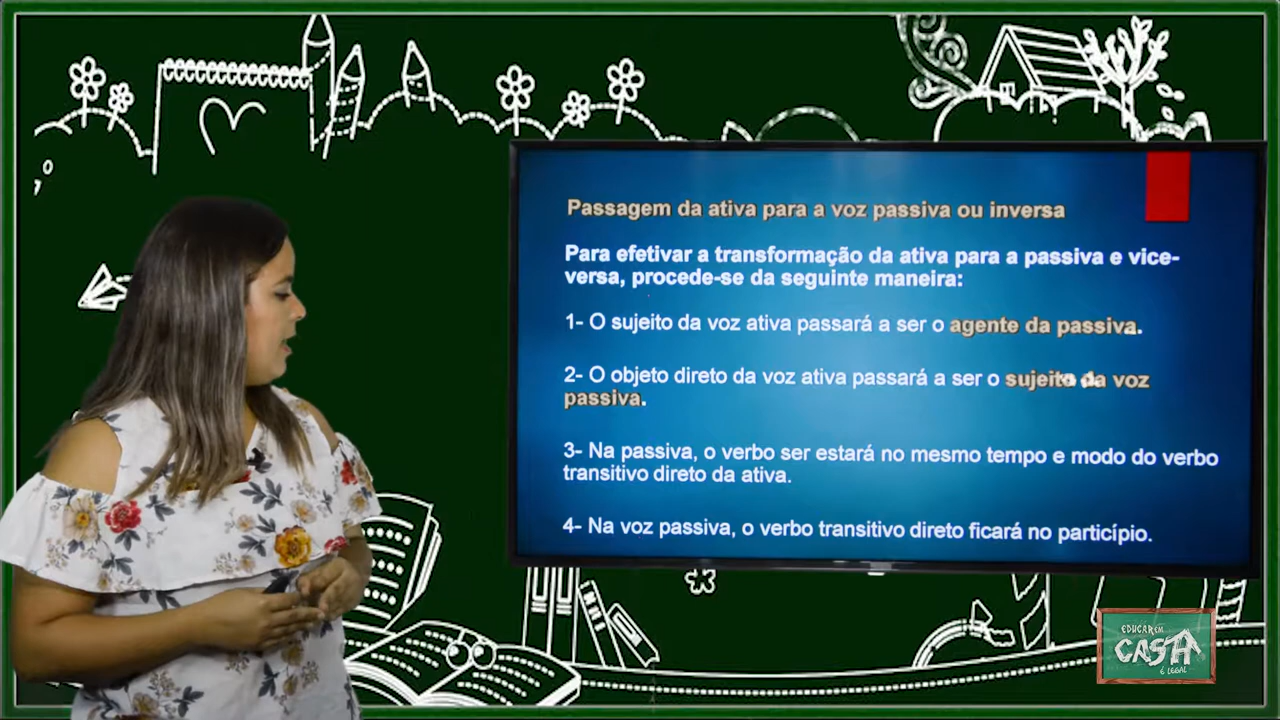 Passagem da ativa para a voz passiva ou inversa
Para efetivar a transformação da ativa para a passiva e vice-
versa, procede-se da seguinte maneira:
1- O sujeito da voz ativa passará a ser o agente da passiva.
2- O objeto direto da voz ativa passará a ser o sujeito da voz
passiva.
3- Na passiva, o verbo ser estará no mesmo tempo e modo do verbo
transitivo direto da ativa.
4- Na voz passiva, o verbo transitivo direto ficará no particípio.
EDUCAR EM
CASA
É LEGAL